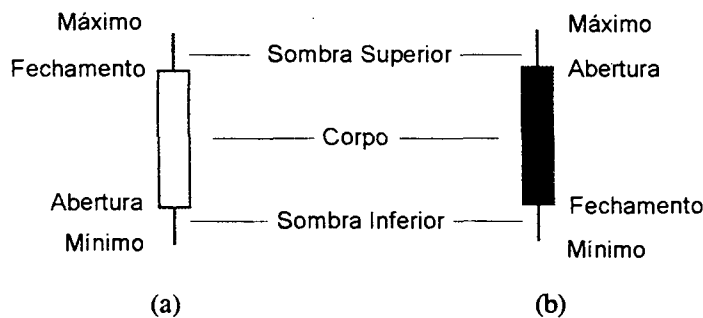 Máximo
Fechamento
Sombra Superior
Máximo
Abertura
Corpo
Abertura
Mínimo
Sombra Inferior
Fechamento
Mínimo
(a)
(b)